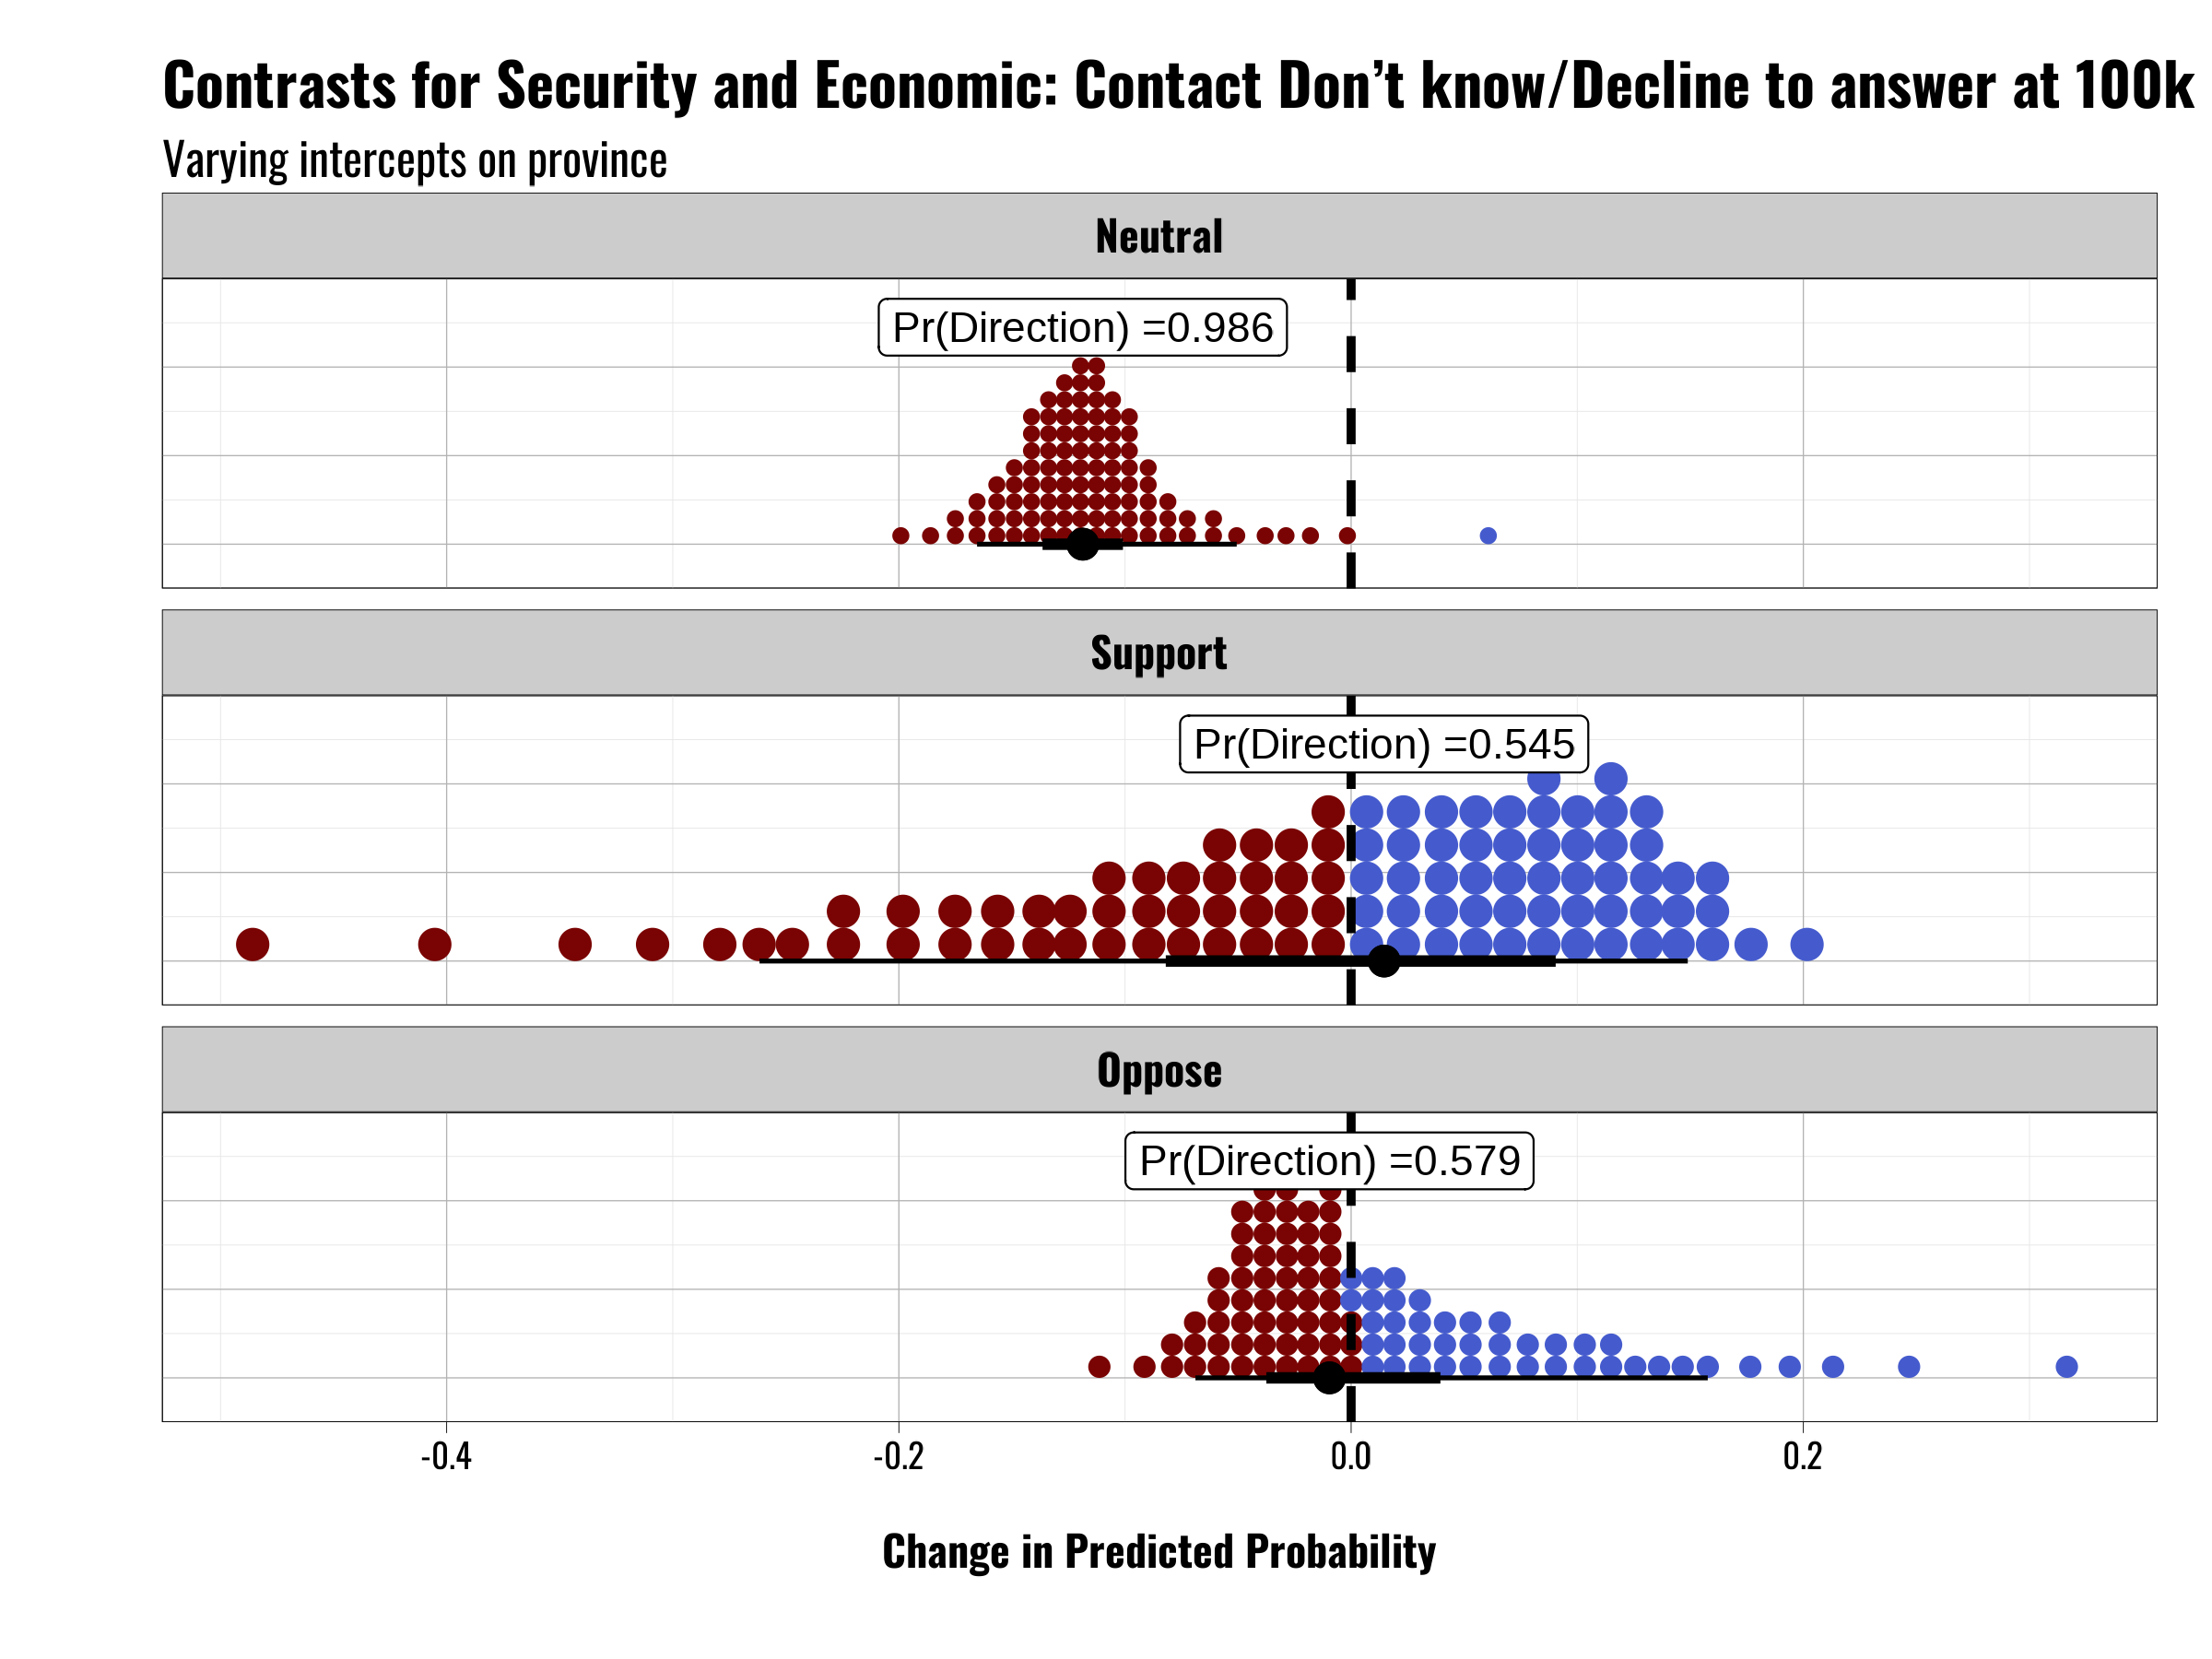 Contrasts for Security and Economic: Contact Don’t know/Decline to answer at 100k
Varying intercepts on province
Neutral
Pr(Direction) =0.986
Support
Pr(Direction) =0.545
Oppose
Pr(Direction) =0.579
-0.4 -0.2 0.0 0.2
Change in Predicted Probability